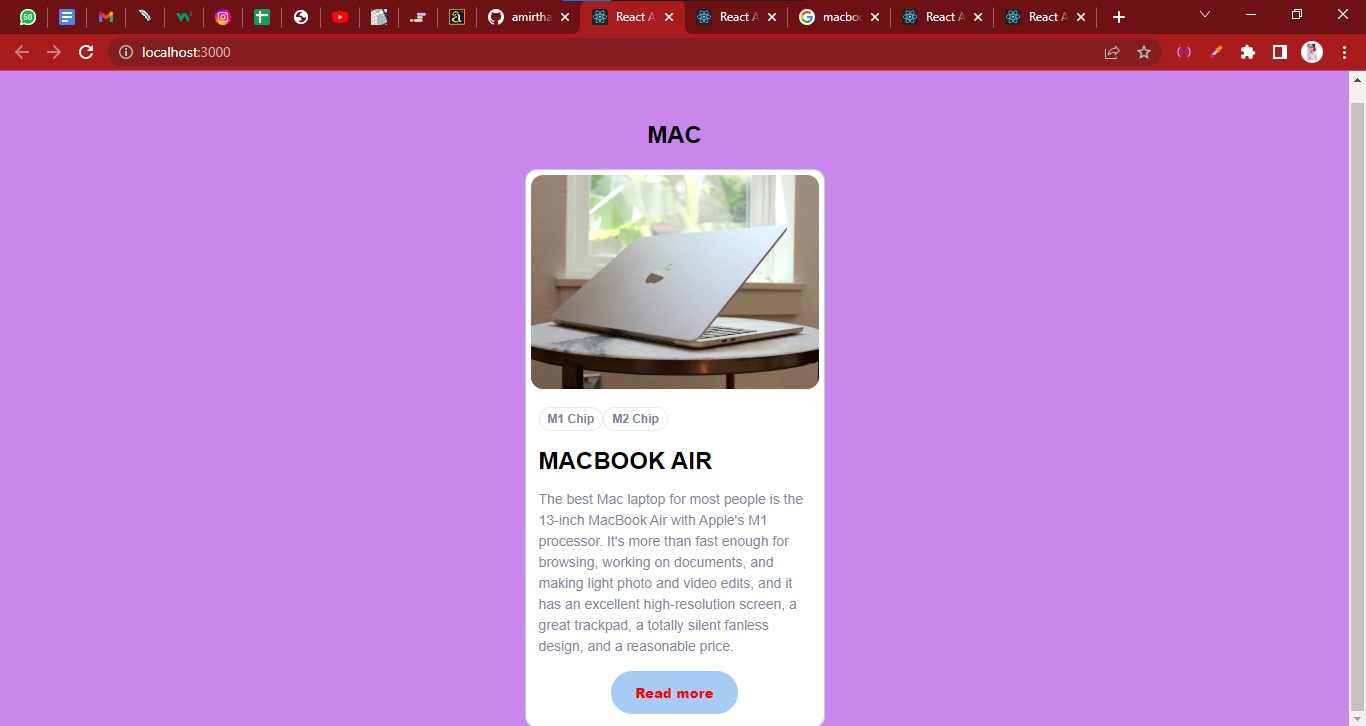 50
amirtha
React A
React A
macboo
React A
React A
localhost:3000
MAC
M1 Chip M2 Chip
MACBOOK AIR
The best Mac laptop for most people is the
13-inch MacBook Air with Apple's M1
processor. It's more than fast enough for
browsing, working on documents, and
making light photo and video edits, and it
has an excellent high-resolution screen, a
great trackpad, a totally silent fanless
design, and a reasonable price.
Read more